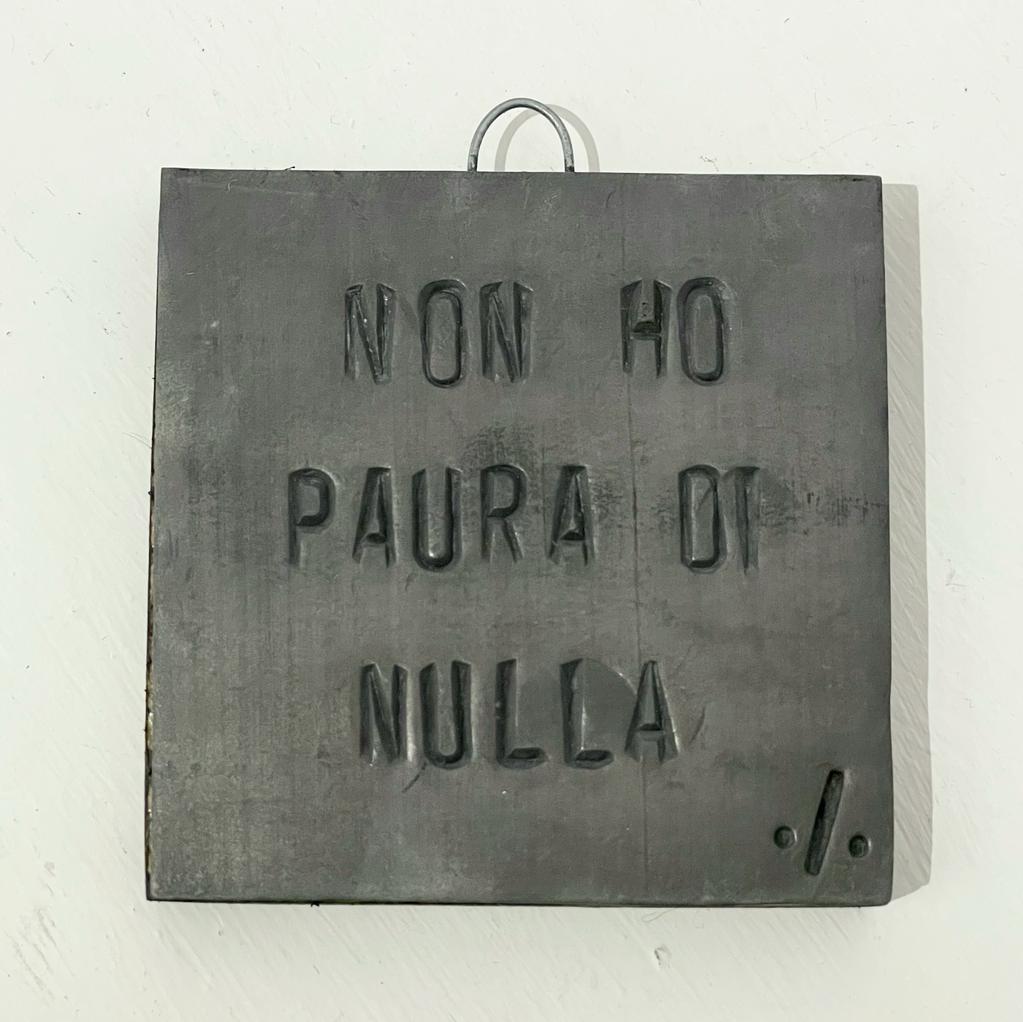 NON HO
PAURA DI
NULLA
./.